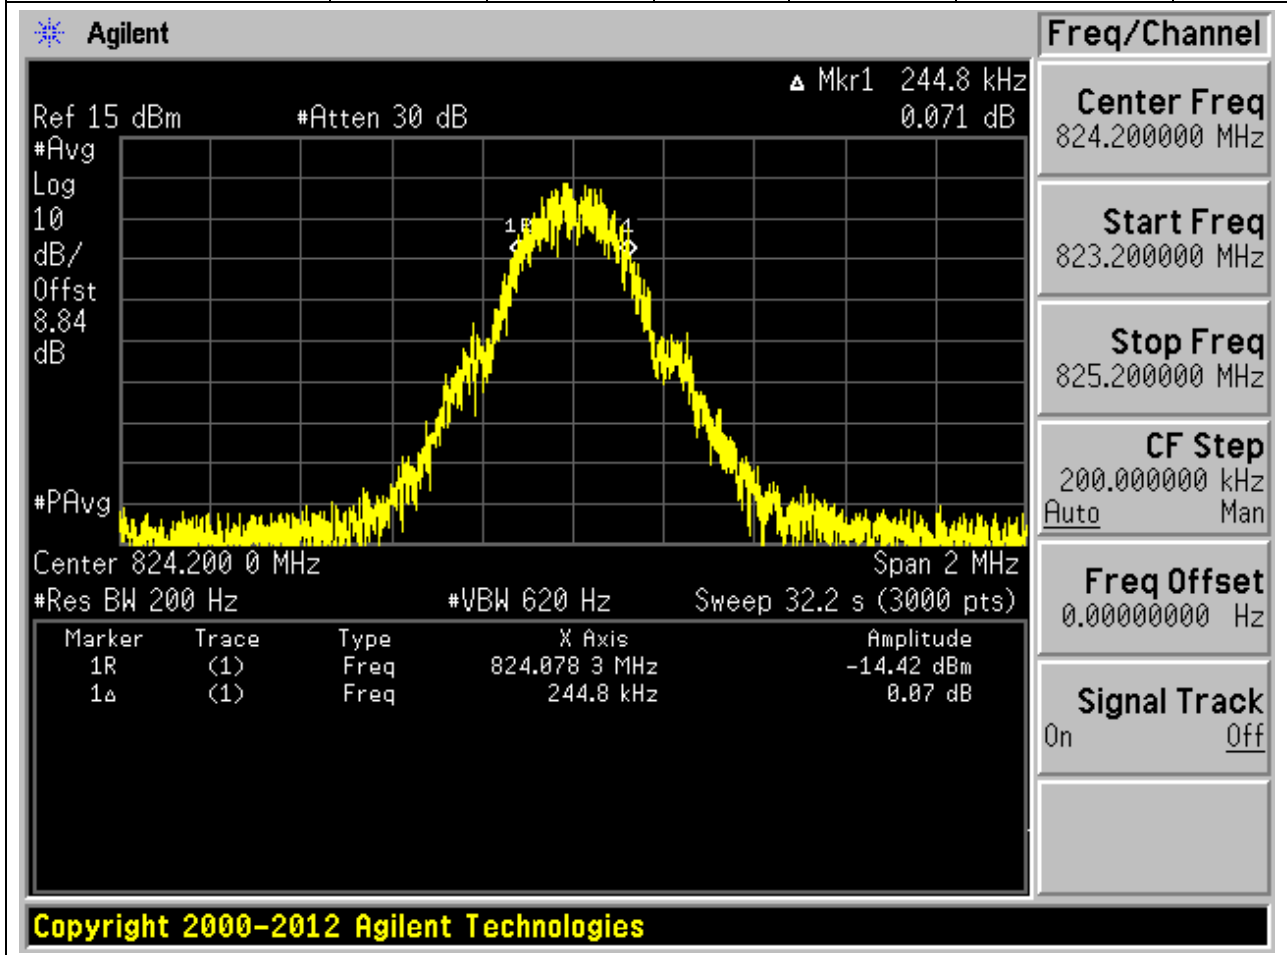 Agilent
Freq/Channel
▵ Mkr1 244.8 kHz
Ref 15 dBm #Atten 30 dB 0.071 dB
#Avg
Log
10
dB/
Offst
8.84
dB
1R 1
#PAvg
Center 824.200 0 MHz Span 2 MHz
#Res BW 200 Hz #VBW 620 Hz Sweep 32.2 s (3000 pts)
Marker Trace Type X Axis Amplitude
1R (1) Freq 824.078 3 MHz -14.42 dBm
1▵ (1) Freq 244.8 kHz 0.07 dB
Center Freq
824.200000 MHz
Start Freq
823.200000 MHz
Stop Freq
825.200000 MHz
CF Step
200.000000 kHz
Auto Man
Freq Offset
0.00000000 Hz
Signal Track
On Off
Copyright 2000-2012 Agilent Technologies